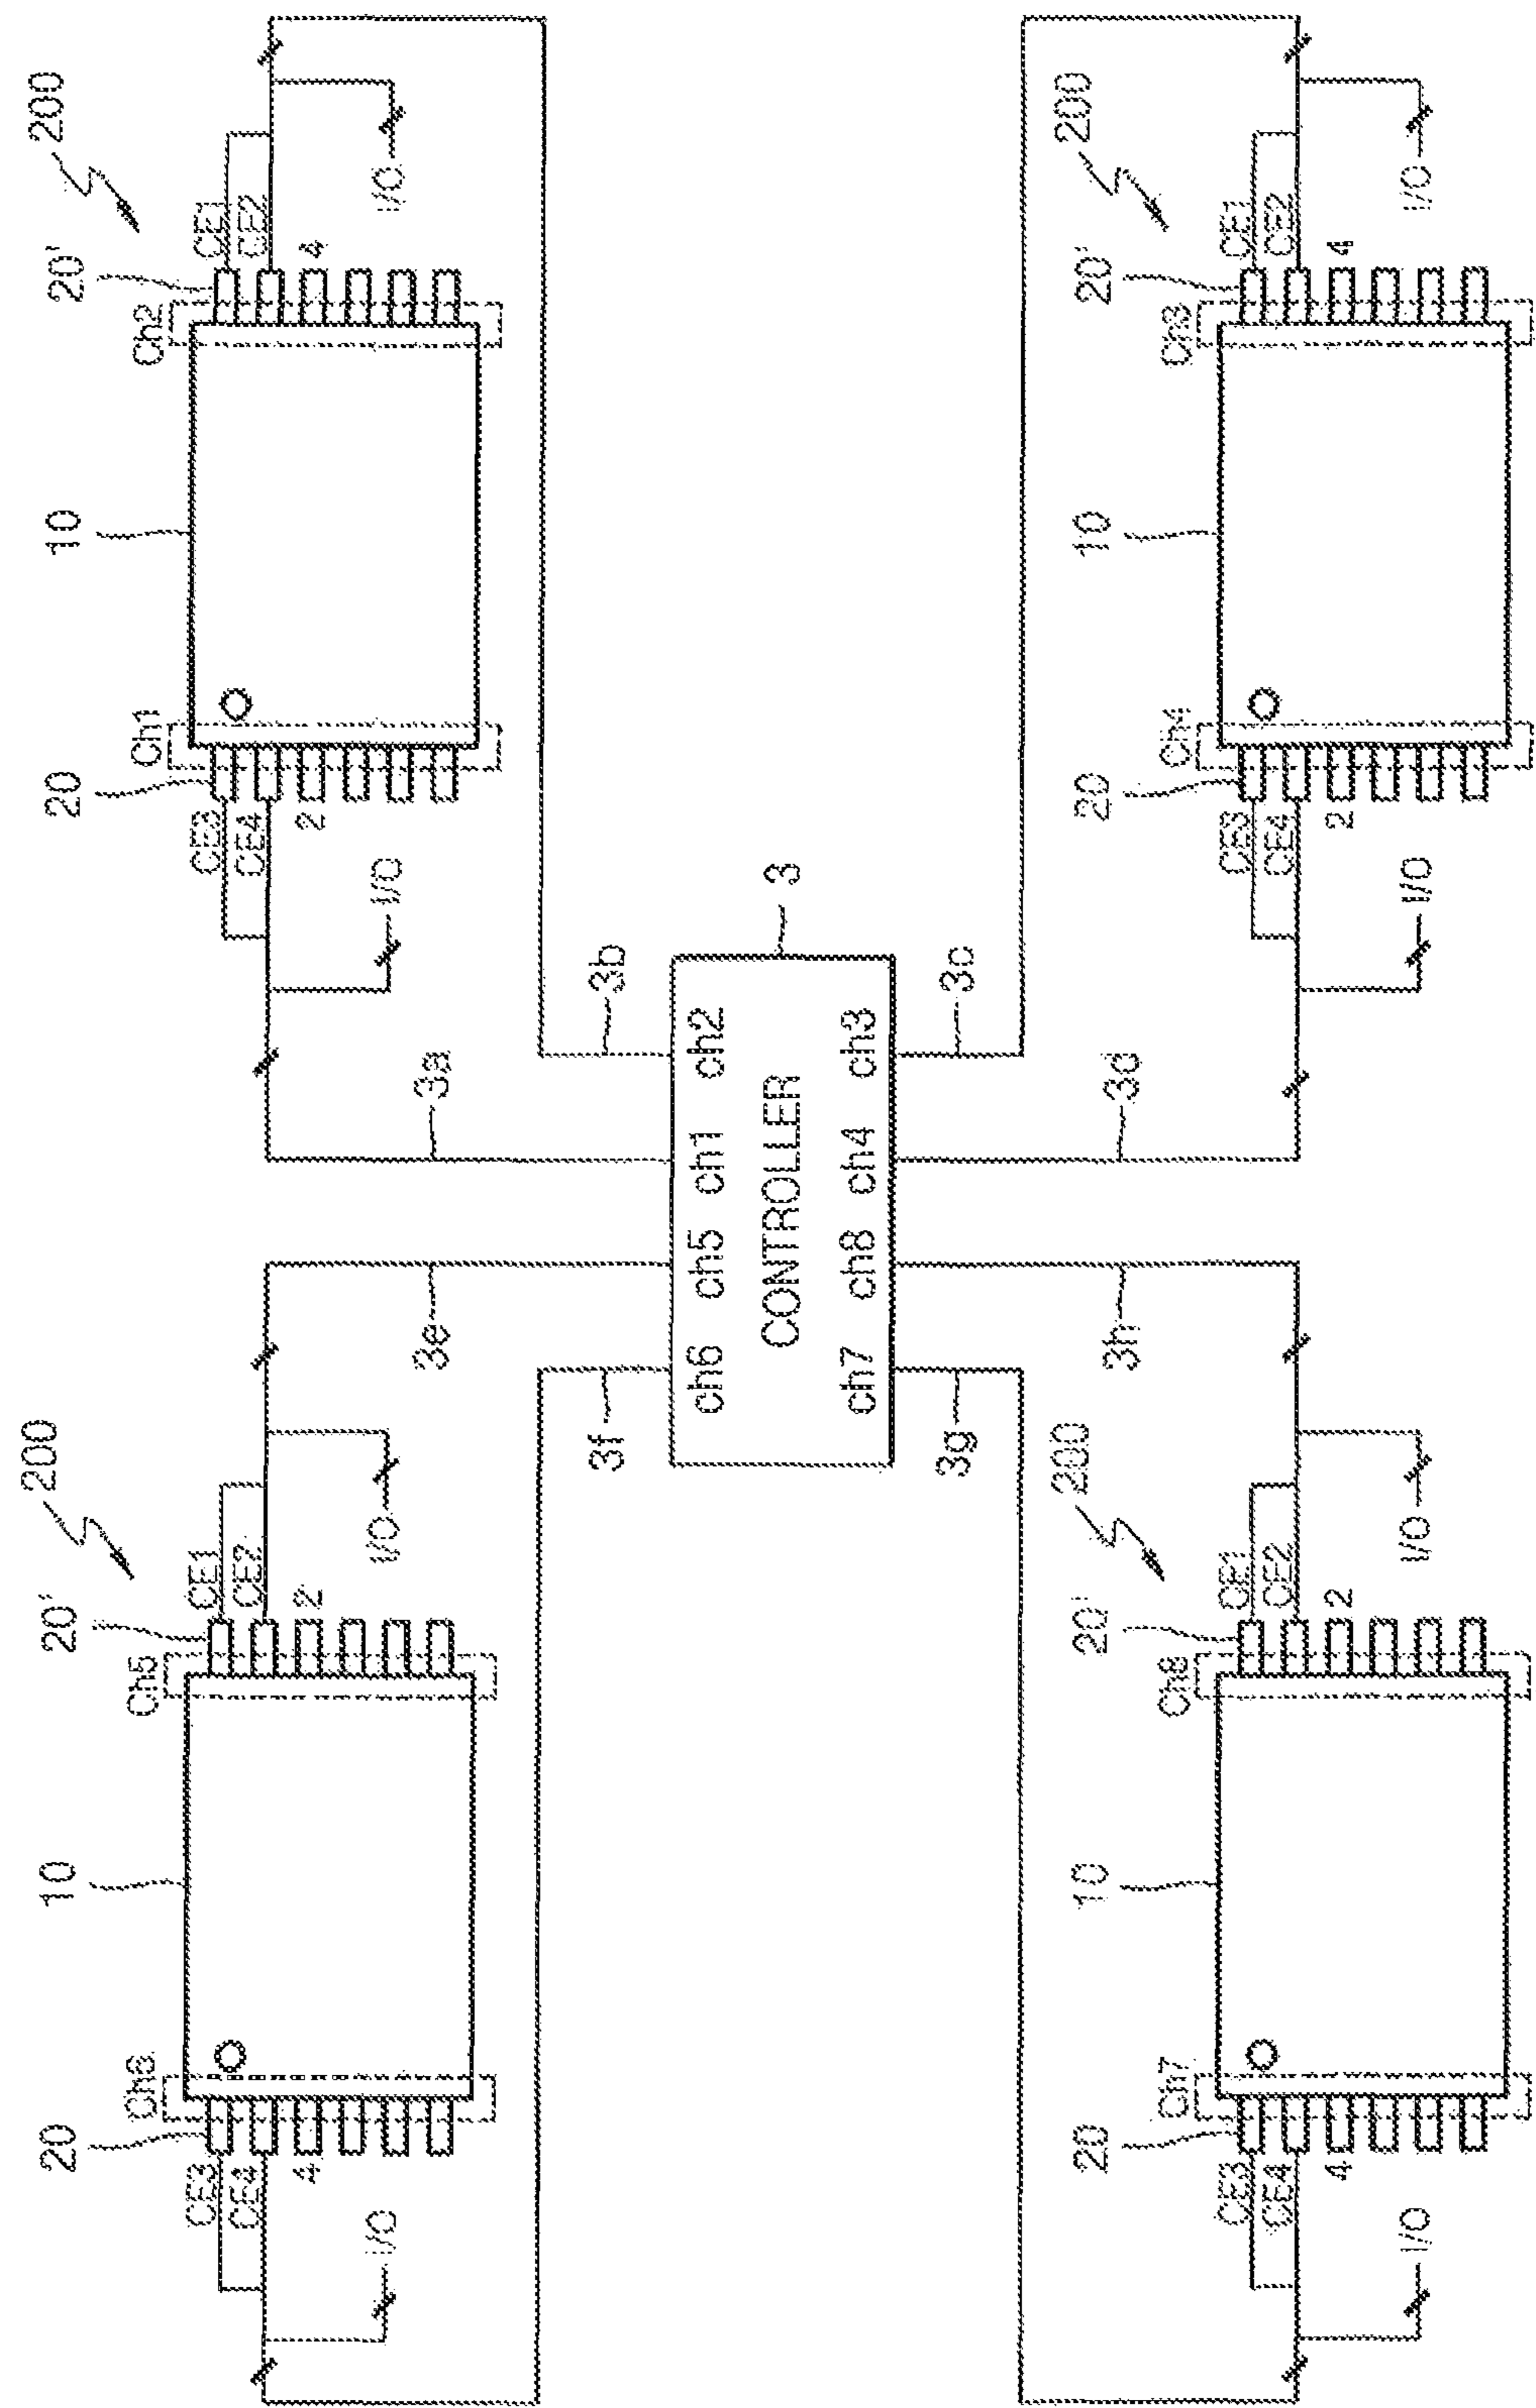 20 10 20' 200
Ch6 Ch5
CE3 CE1
CE4 CE2
4 2
I/O I/O
20 10 20' 200
Ch1 Ch2
CE3 CE1
CE4 CE2
2 4
I/O I/O
3e 3a
3f 3b
ch6 ch5 ch1 ch2
CONTROLLER
3
ch7 ch8 ch4 ch3
3g 3c
3h 3d
20 10 20' 200
Ch7 Ch8
CE3 CE1
CE4 CE2
4 2
I/O I/O
20 10 20' 200
Ch4 Ch3
CE3 CE1
CE4 CE2
2 4
I/O I/O